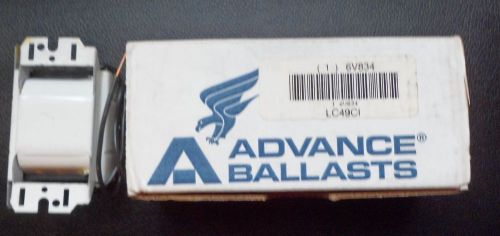 ( 1 ) 6V834
LC49CI
ADVANCE®
BALLASTS